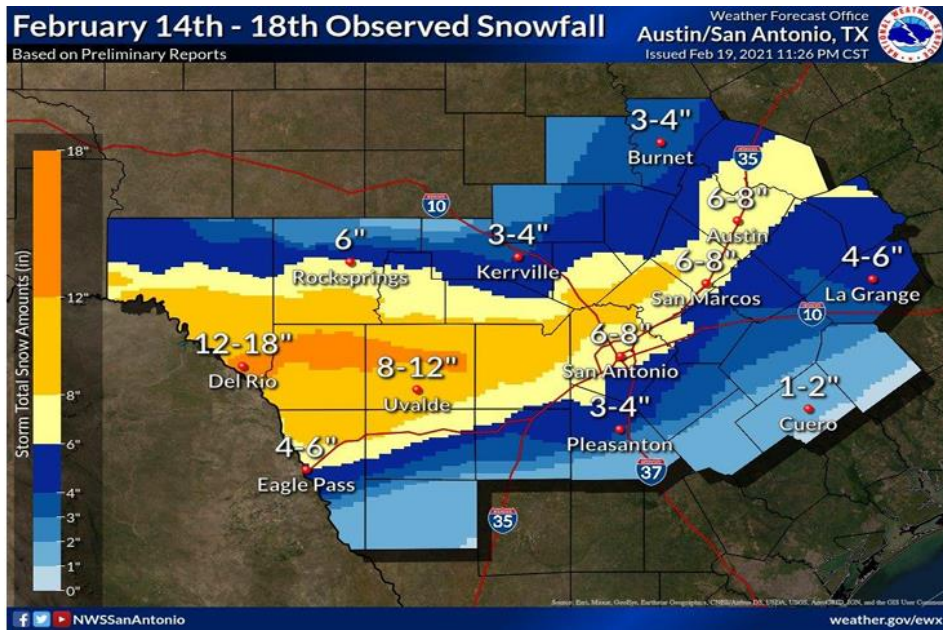 February 14th - 18th Observed Snowfall
Based on Preliminary Reports
Weather Forecast Office
Austin/San Antonio, TX
Issued Feb 19, 2021 11:26 PM CST
NATIONAL WEATHER SERVICE
Storm Total Snow Amounts (in)
18"
12"
8"
6"
4"
3"
2"
1"
0"
3-4"
Burnet
35
6-8"
Austin
10
6"
Rocksprings
3-4"
Kerrville
6-8"
San Marcos
4-6"
La Grange
10
12-18"
Del Rio
8-12"
Uvalde
6-8"
San Antonio
1-2"
Cuero
3-4"
Pleasanton
4-6"
Eagle Pass
37
35
NWSSanAntonio
weather.gov/ewx